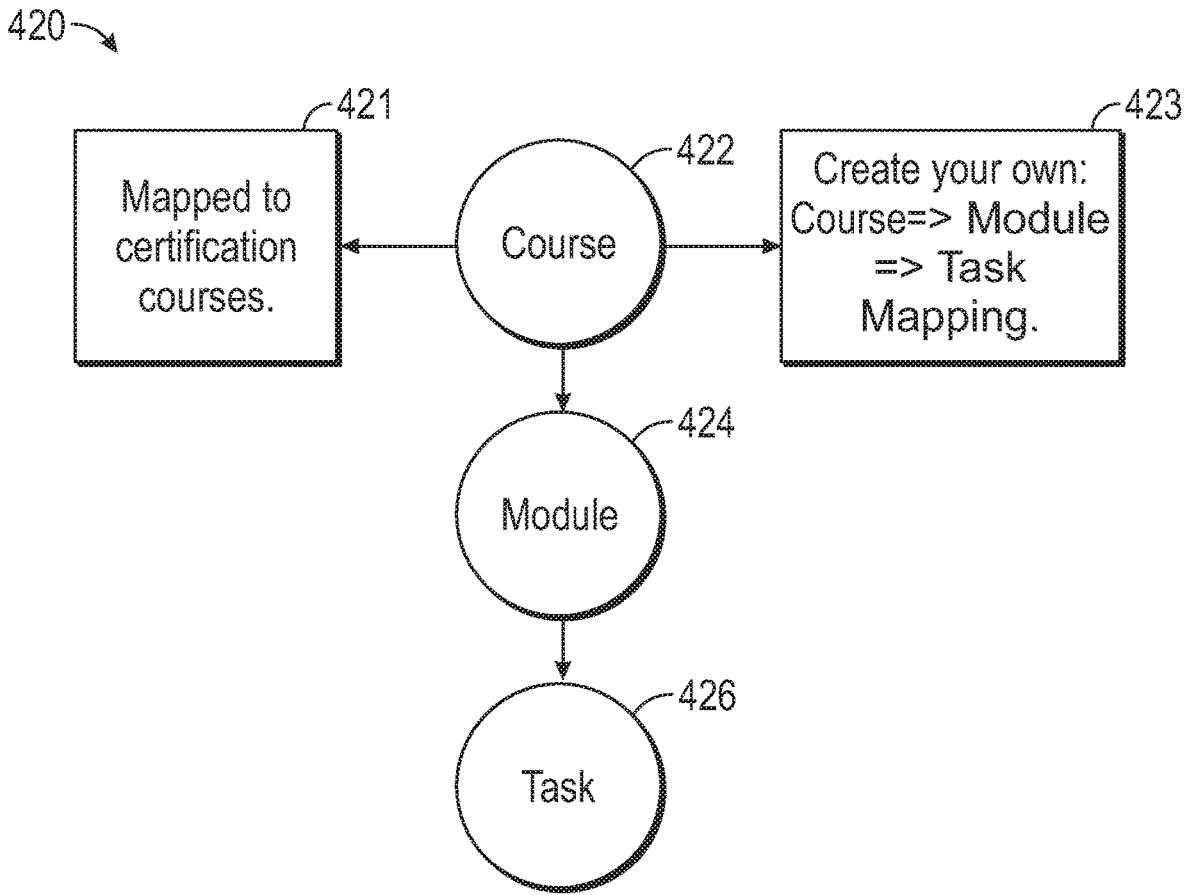 420
421
422
423
Mapped to
certification
courses.
Course
Create your own:
Course=> Module
=> Task
Mapping.
424
Module
426
Task